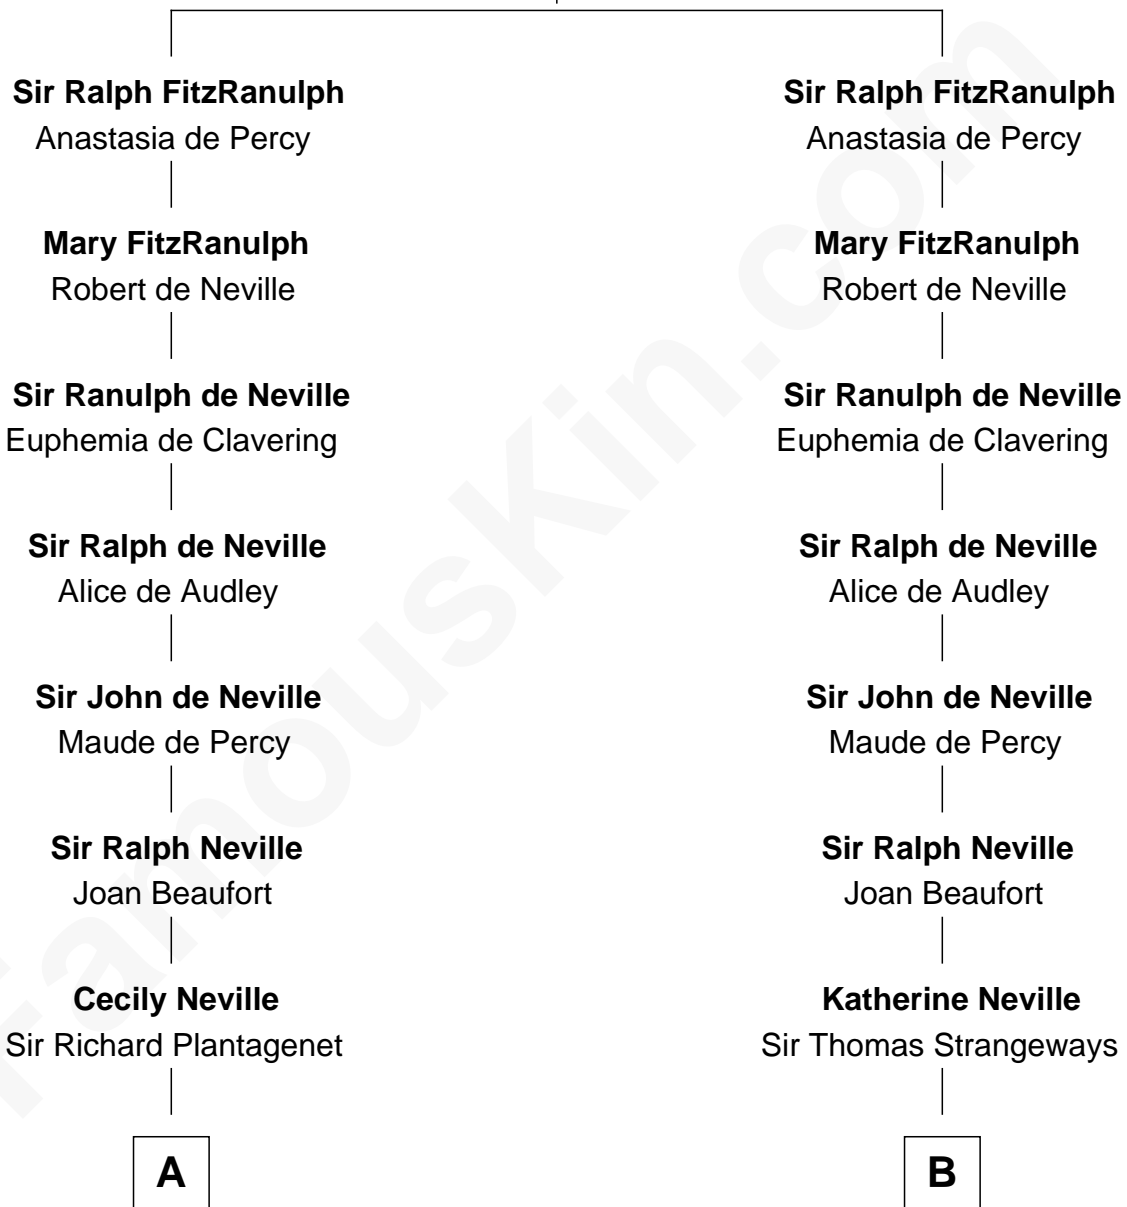 Sir Ralph FitzRanulph
Anastasia de Percy
Mary FitzRanulph
Robert de Neville
Sir Ranulph de Neville
Euphemia de Clavering
Sir Ralph de Neville
Alice de Audley
Sir John de Neville
Maude de Percy
Sir Ralph Neville
Joan Beaufort
Cecily Neville
Sir Richard Plantagenet
A
Sir Ralph FitzRanulph
Anastasia de Percy
Mary FitzRanulph
Robert de Neville
Sir Ranulph de Neville
Euphemia de Clavering
Sir Ralph de Neville
Alice de Audley
Sir John de Neville
Maude de Percy
Sir Ralph Neville
Joan Beaufort
Katherine Neville
Sir Thomas Strangeways
B
FamousKin.com